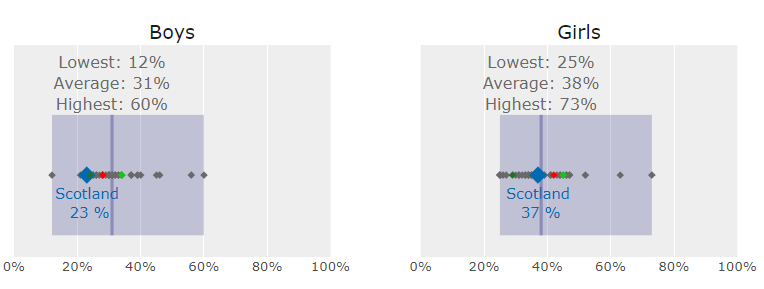 Boys
Lowest: 12%
Average: 31%
Highest: 60%
Scotland
23 %
0%
20%
40%
60%
80%
100%
Girls
Lowest: 25%
Average: 38%
Highest: 73%
Scotland
37 %
0%
20%
40%
60%
80%
100%